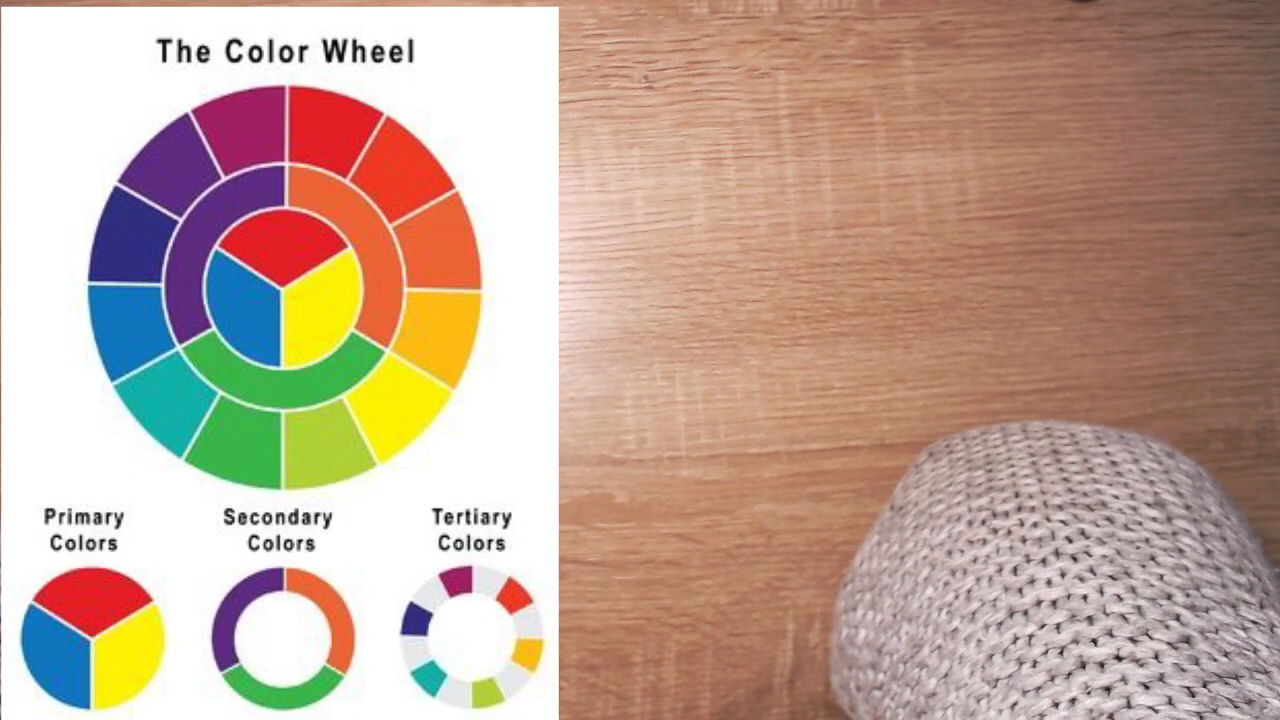 The Color Wheel
Primary
Colors
Secondary
Colors
Tertiary
Colors